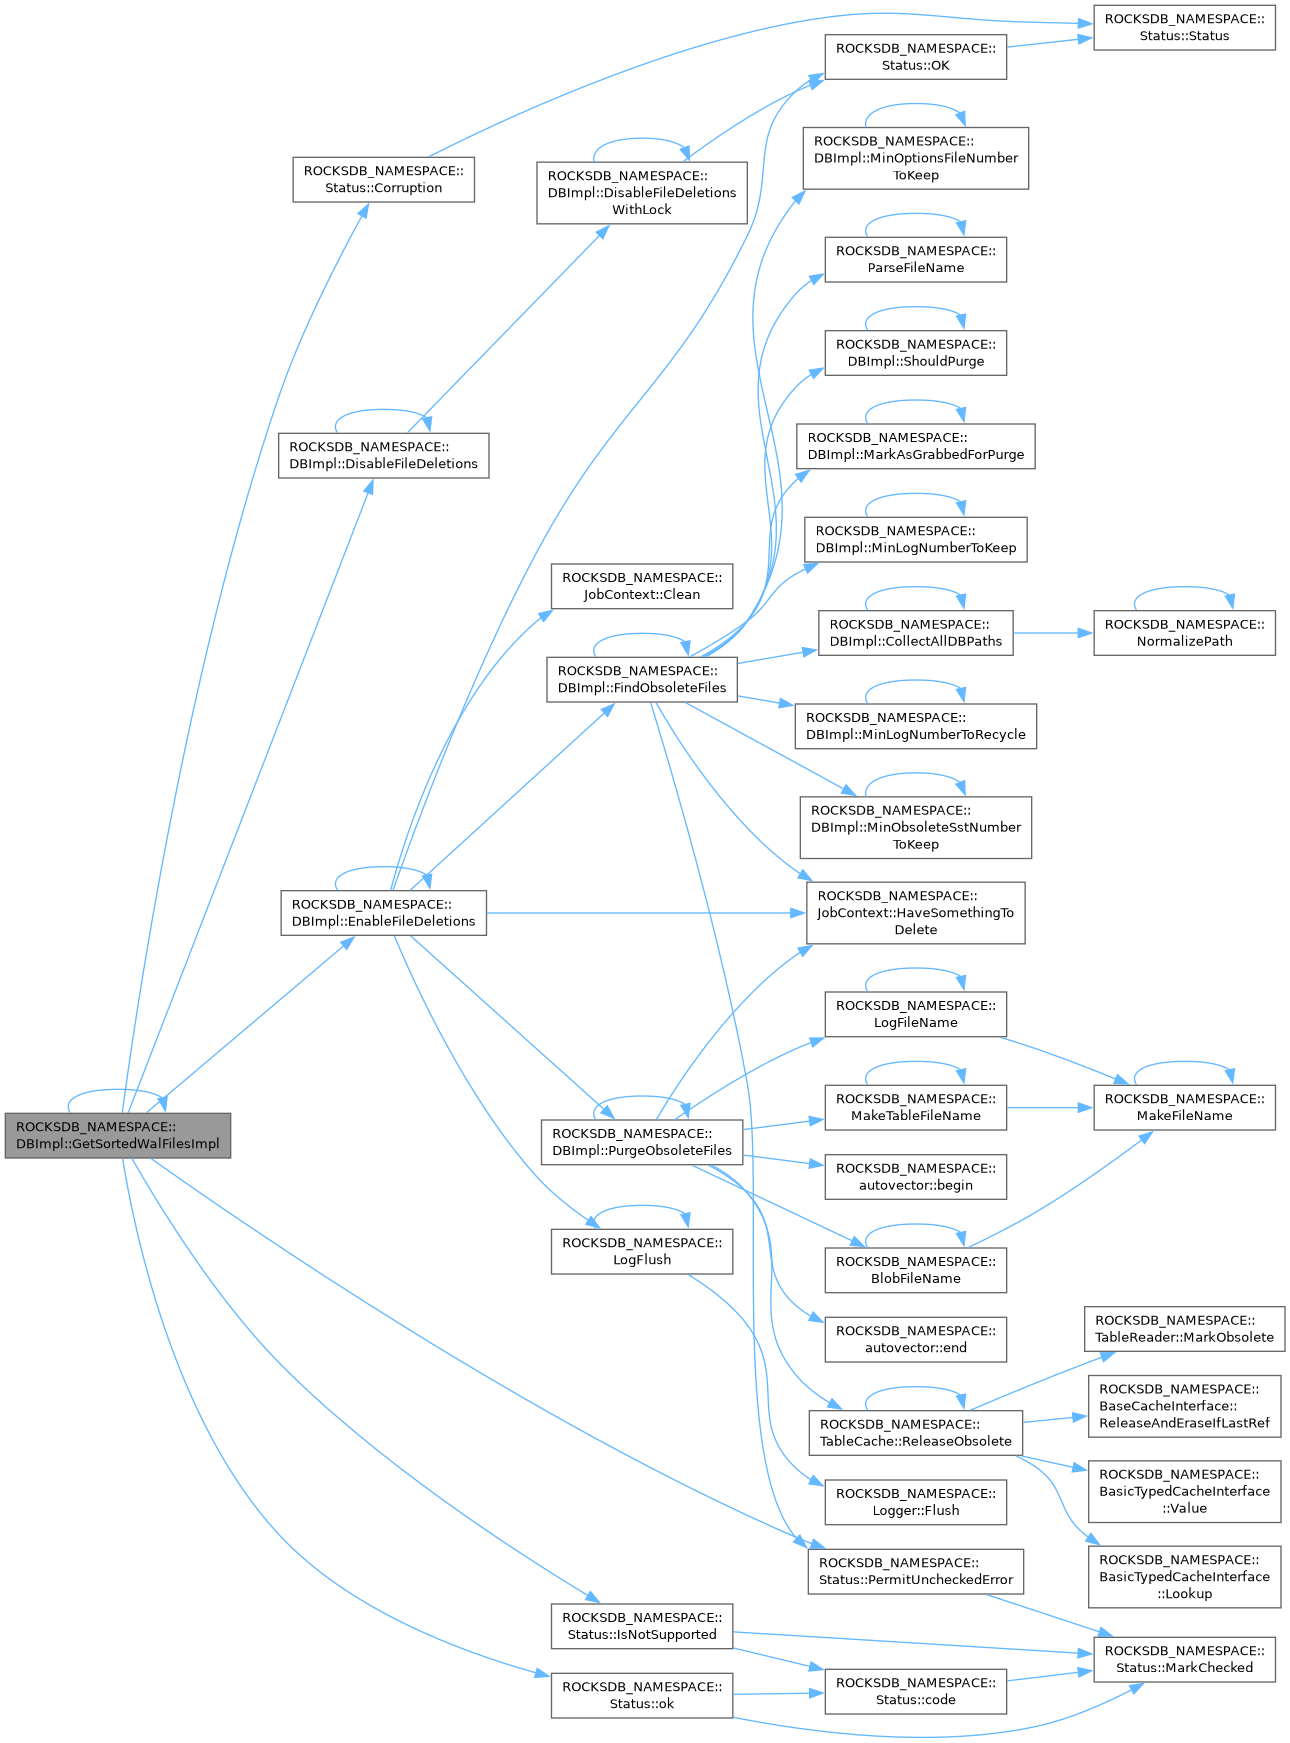 ROCKSDB_NAMESPACE::
Status::Status
ROCKSDB_NAMESPACE::
Status::OK
ROCKSDB_NAMESPACE::
DBImpl::MinOptionsFileNumber
ToKeep
ROCKSDB_NAMESPACE::
Status::Corruption
ROCKSDB_NAMESPACE::
DBImpl::DisableFileDeletions
WithLock
ROCKSDB_NAMESPACE::
ParseFileName
ROCKSDB_NAMESPACE::
DBImpl::ShouldPurge
ROCKSDB_NAMESPACE::
DBImpl::MarkAsGrabbedForPurge
ROCKSDB_NAMESPACE::
DBImpl::DisableFileDeletions
ROCKSDB_NAMESPACE::
DBImpl::MinLogNumberToKeep
ROCKSDB_NAMESPACE::
JobContext::Clean
ROCKSDB_NAMESPACE::
DBImpl::CollectAllDBPaths
ROCKSDB_NAMESPACE::
NormalizePath
ROCKSDB_NAMESPACE::
DBImpl::FindObsoleteFiles
ROCKSDB_NAMESPACE::
DBImpl::MinLogNumberToRecycle
ROCKSDB_NAMESPACE::
DBImpl::MinObsoleteSstNumber
ToKeep
ROCKSDB_NAMESPACE::
DBImpl::EnableFileDeletions
ROCKSDB_NAMESPACE::
JobContext::HaveSomethingTo
Delete
ROCKSDB_NAMESPACE::
LogFileName
ROCKSDB_NAMESPACE::
MakeTableFileName
ROCKSDB_NAMESPACE::
MakeFileName
ROCKSDB_NAMESPACE::
DBImpl::GetSortedWalFilesImpl
ROCKSDB_NAMESPACE::
DBImpl::PurgeObsoleteFiles
ROCKSDB_NAMESPACE::
autovector::begin
ROCKSDB_NAMESPACE::
LogFlush
ROCKSDB_NAMESPACE::
BlobFileName
ROCKSDB_NAMESPACE::
autovector::end
ROCKSDB_NAMESPACE::
TableReader::MarkObsolete
ROCKSDB_NAMESPACE::
BaseCacheInterface::
ReleaseAndEraseIfLastRef
ROCKSDB_NAMESPACE::
TableCache::ReleaseObsolete
ROCKSDB_NAMESPACE::
BasicTypedCacheInterface
::Value
ROCKSDB_NAMESPACE::
Logger::Flush
ROCKSDB_NAMESPACE::
BasicTypedCacheInterface
::Lookup
ROCKSDB_NAMESPACE::
Status::PermitUncheckedError
ROCKSDB_NAMESPACE::
Status::IsNotSupported
ROCKSDB_NAMESPACE::
Status::MarkChecked
ROCKSDB_NAMESPACE::
Status::ok
ROCKSDB_NAMESPACE::
Status::code